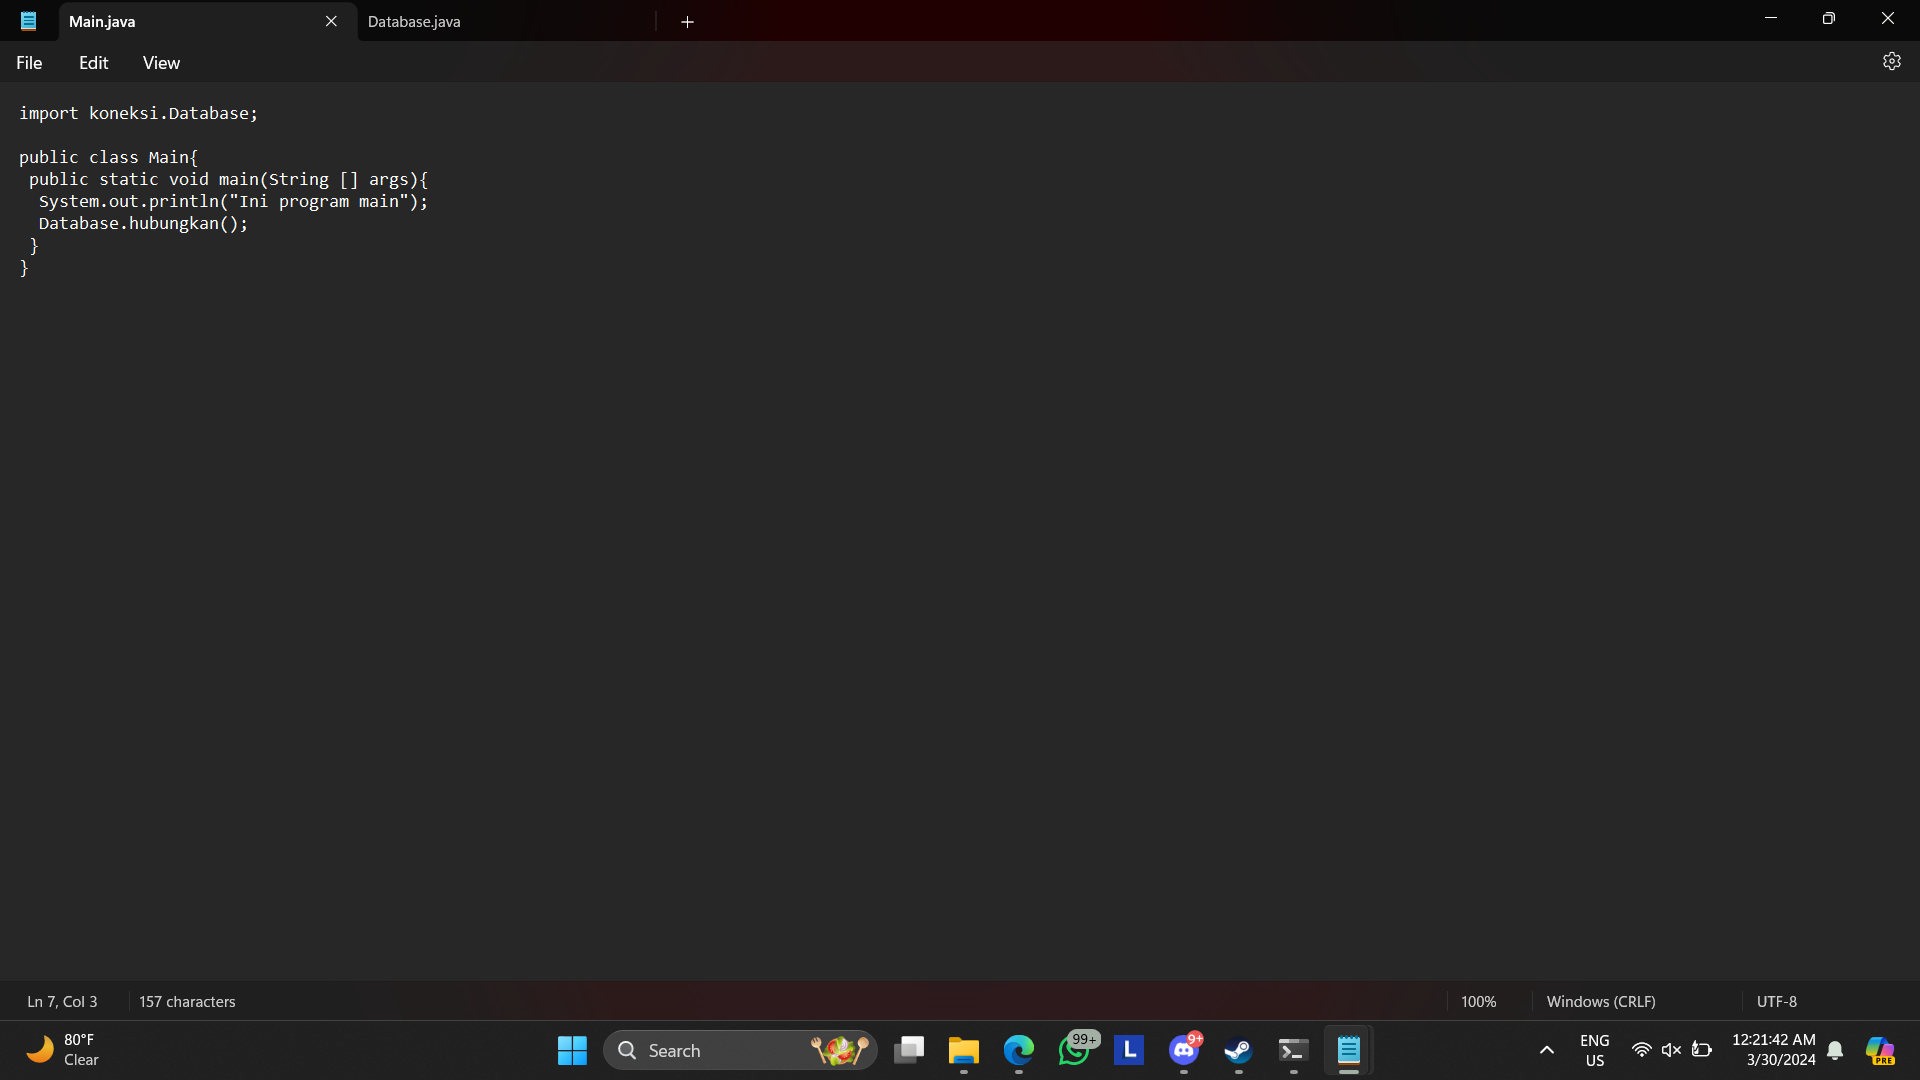 Main.java
Database.java
File Edit View
import koneksi.Database;
public class Main{
 public static void main(String [] args){
  System.out.println("Ini program main");
  Database.hubungkan();
 }
}
Ln 7, Col 3 157 characters 100% Windows (CRLF) UTF-8
80°F
Clear
Search
99+
L
9+
ENG
US
12:21:42 AM
3/30/2024
PRE